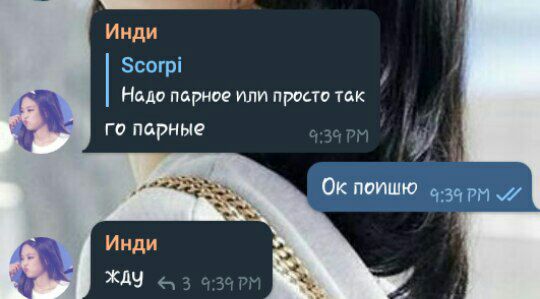 Инди
Scorpi
Надо парное или просто так
го парные
9:39 PM
Ок попшю 9:39 PM
Инди
жду 3 9:39 PM